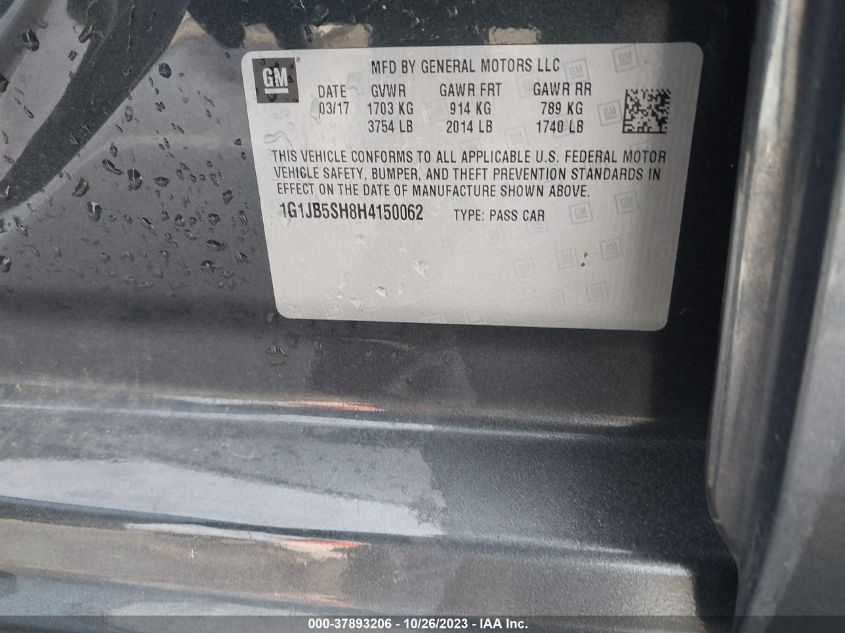 GM
MFD BY GENERAL MOTORS LLC
DATE GVWR GAWR FRT GAWR RR
03/17 1703 KG 914 KG 789 KG
3754 LB 2014 LB 1740 LB
THIS VEHICLE CONFORMS TO ALL APPLICABLE U.S. FEDERAL MOTOR
VEHICLE SAFETY, BUMPER, AND THEFT PREVENTION STANDARDS IN
EFFECT ON THE DATE OF MANUFACTURE SHOWN ABOVE.
1G1JB5SH8H4150062 TYPE: PASS CAR
000-37893206 - 10/26/2023 - IAA Inc.